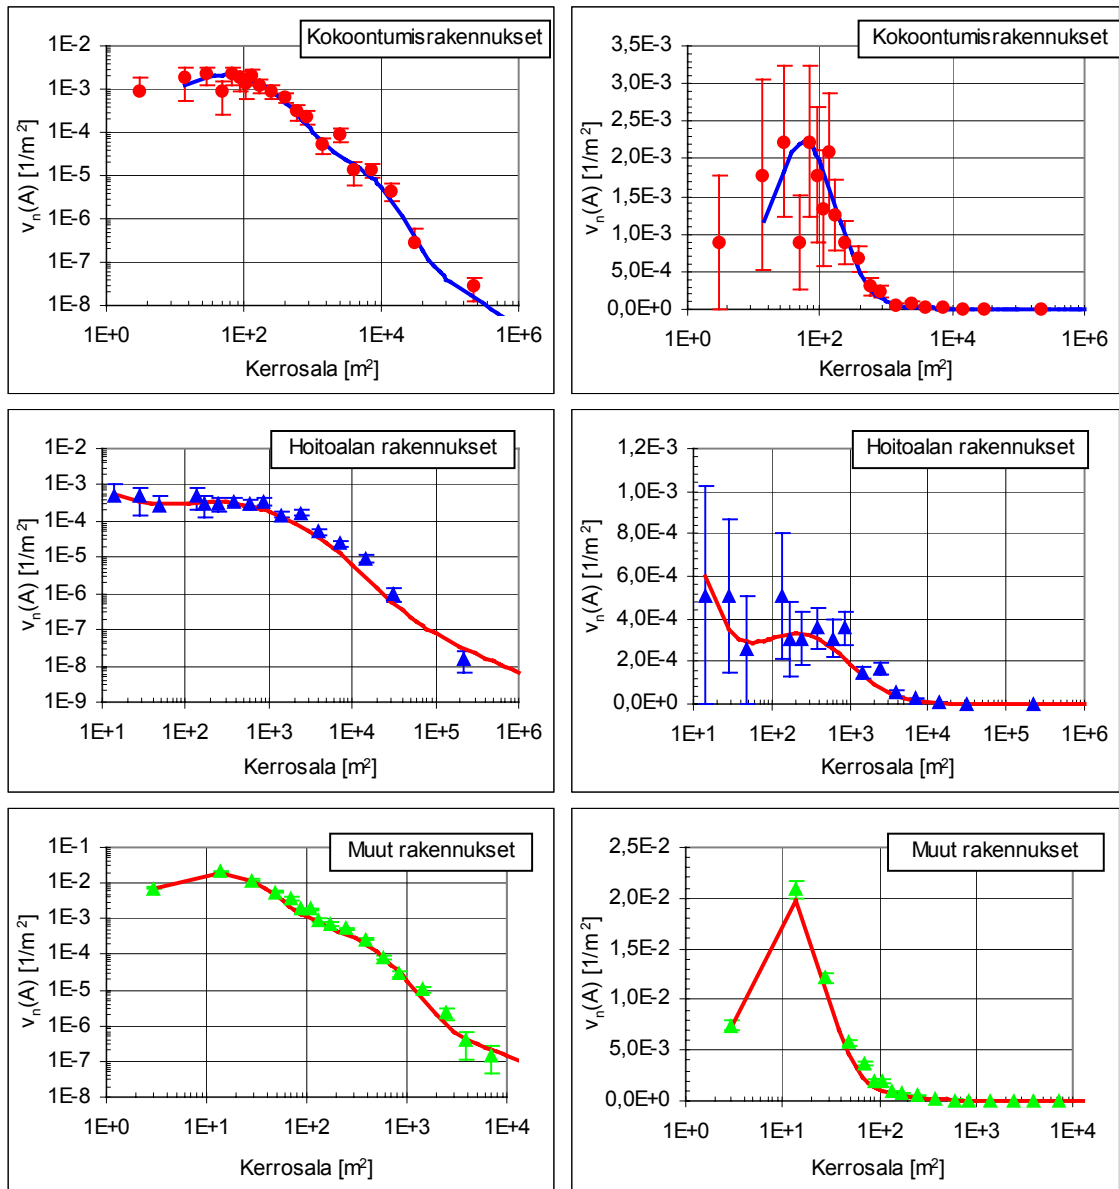 Kokoontumisrakennukset
1E-2
1E-3
1E-4
1E-5
1E-6
1E-7
1E-8
vₙ(A) [1/m²]
1E+0 1E+2 1E+4 1E+6
Kerrosala [m²]
Kokoontumisrakennukset
3,5E-3
3,0E-3
2,5E-3
2,0E-3
1,5E-3
1,0E-3
5,0E-4
0,0E+0
vₙ(A) [1/m²]
1E+0 1E+2 1E+4 1E+6
Kerrosala [m²]
Hoitoalan rakennukset
1E-2
1E-3
1E-4
1E-5
1E-6
1E-7
1E-8
1E-9
vₙ(A) [1/m²]
1E+1 1E+2 1E+3 1E+4 1E+5 1E+6
Kerrosala [m²]
Hoitoalan rakennukset
1,2E-3
1,0E-3
8,0E-4
6,0E-4
4,0E-4
2,0E-4
0,0E+0
vₙ(A) [1/m²]
1E+1 1E+2 1E+3 1E+4 1E+5 1E+6
Kerrosala [m²]
Muut rakennukset
1E-1
1E-2
1E-3
1E-4
1E-5
1E-6
1E-7
1E-8
vₙ(A) [1/m²]
1E+0 1E+1 1E+2 1E+3 1E+4
Kerrosala [m²]
Muut rakennukset
2,5E-2
2,0E-2
1,5E-2
1,0E-2
5,0E-3
0,0E+0
vₙ(A) [1/m²]
1E+0 1E+1 1E+2 1E+3 1E+4
Kerrosala [m²]